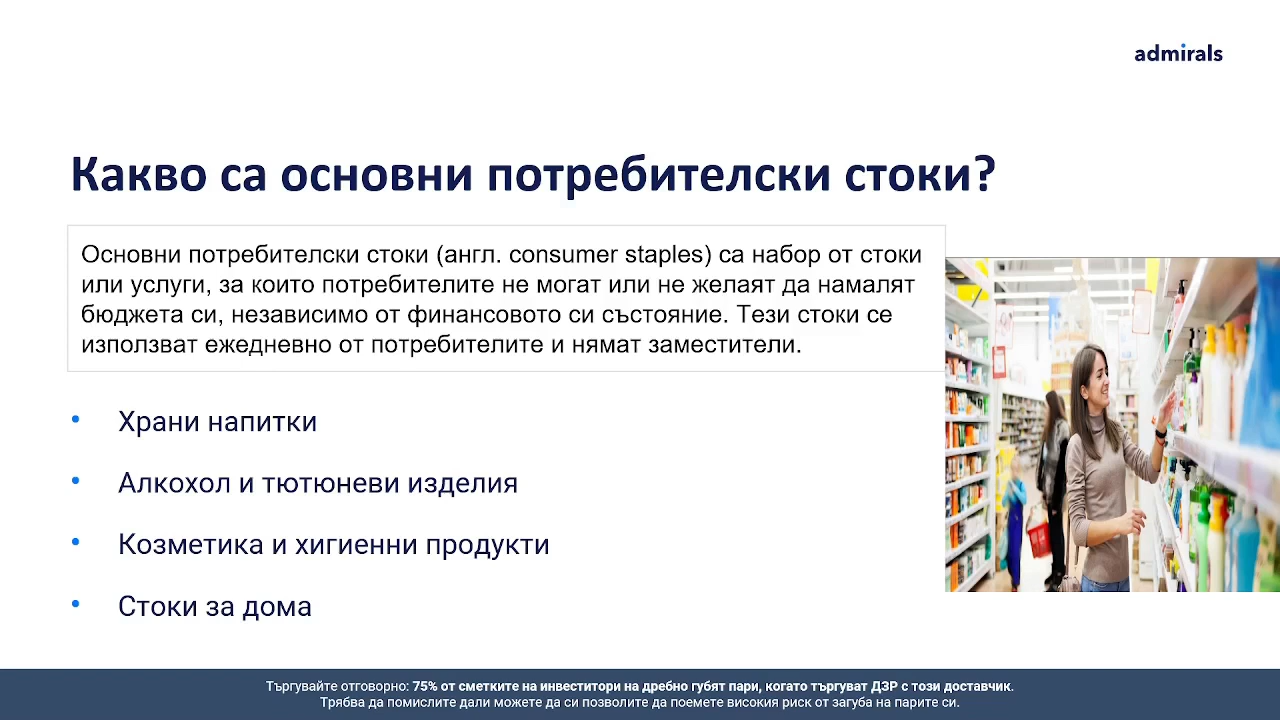 admirals
Какво са основни потребителски стоки?
Основни потребителски стоки (англ. consumer staples) са набор от стоки
или услуги, за които потребителите не могат или не желаят да намалят
бюджета си, независимо от финансовото си състояние. Тези стоки се
използват ежедневно от потребителите и нямат заместители.
• Храни напитки
• Алкохол и тютюневи изделия
• Козметика и хигиенни продукти
• Стоки за дома
Търгувайте отговорно: 75% от сметките на инвеститори на дребно губят пари, когато търгуват ДЗР с този доставчик.
Трябва да помислите дали можете да си позволите да поемете високия риск от загуба на парите си.